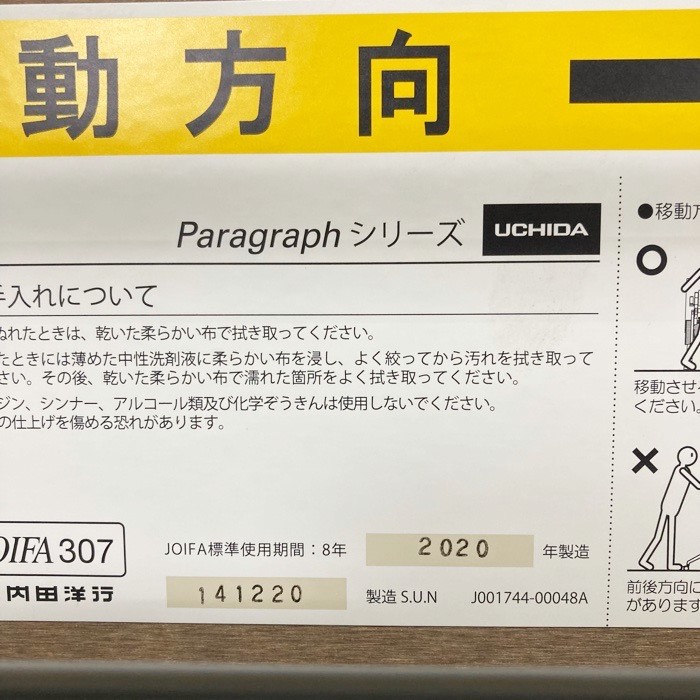 動方向
Paragraph シリーズ UCHIDA
手入れについて
ぬれたときは、乾いた柔らかい布で拭き取ってください。
たときには薄めた中性洗剤液に柔らかい布を浸し、よく絞ってから汚れを拭き取って
さい。その後、乾いた柔らかい布で濡れた箇所をよく拭き取ってください。
ジン、シンナー、アルコール類及び化学ぞうきんは使用しないでください。
の仕上げを傷める恐れがあります。
OIFA 307
内田洋行
JOIFA標準使用期間：8年 2020 年製造
141220 製造 S.U.N J001744-00048A
●移動方
移動させ
ください。
前後方向に
があります